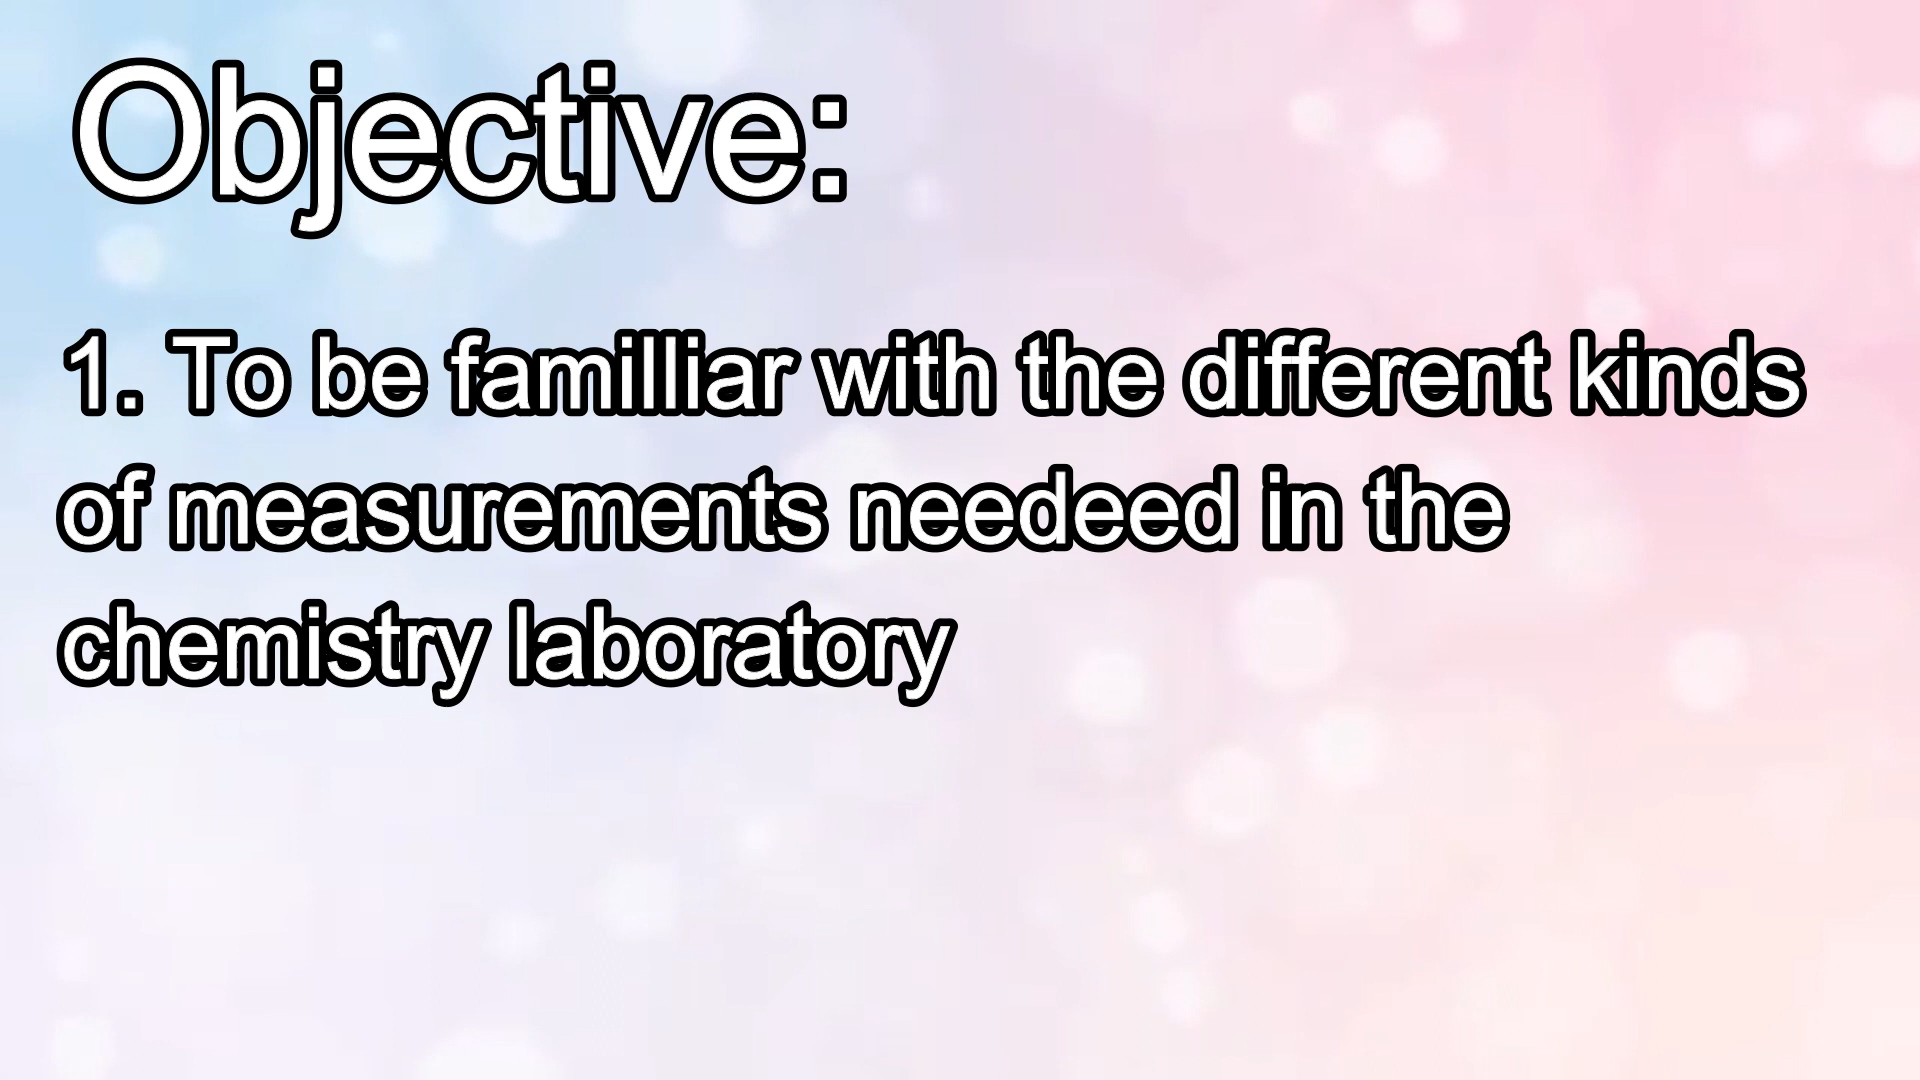 Objective:
1. To be familliar with the different kinds
of measurements needeed in the
chemistry laboratory